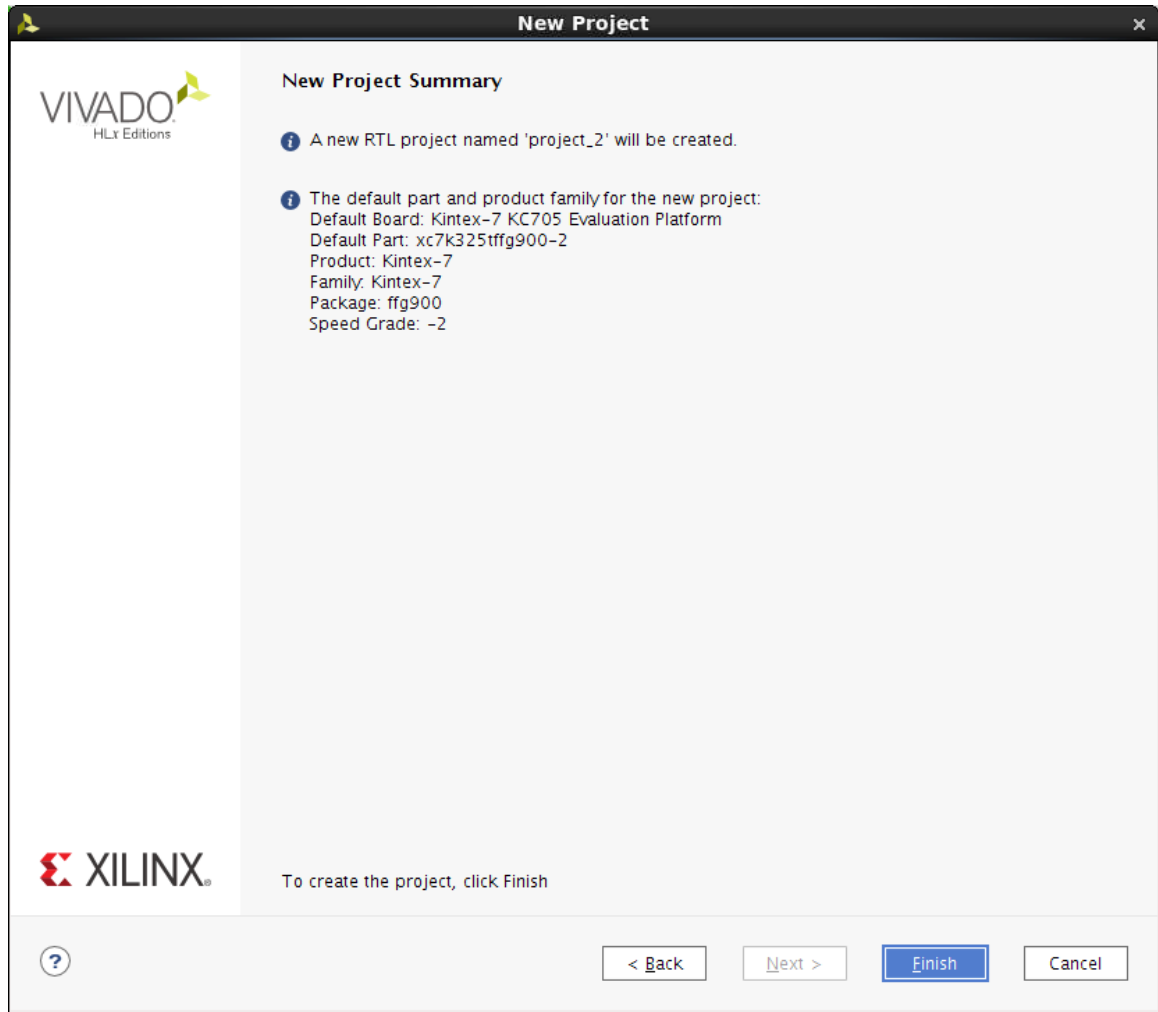 New Project
×
VIVADO.
HLx Editions
New Project Summary
A new RTL project named 'project_2' will be created.
The default part and product family for the new project:
Default Board: Kintex-7 KC705 Evaluation Platform
Default Part: xc7k325tffg900-2
Product: Kintex-7
Family: Kintex-7
Package: ffg900
Speed Grade: -2
XILINX.
To create the project, click Finish
?
< Back
Next >
Finish
Cancel